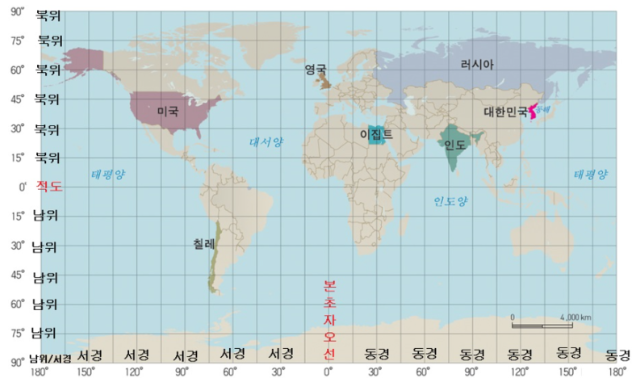 90°
북위
75°
북위
60°
북위
45°
북위
30°
북위
15°
북위
0°
적도
15°
남위
30°
남위
45°
남위
60°
남위
75°
남위
90°
남위/서경
영국
러시아
미국
대한민국
동해
이집트
인도
대서양
태평양
태평양
인도양
칠레
본초자오선
0 4,000 km
서경 서경 서경 서경 서경 동경 동경 동경 동경 동경 동경
180° 150° 120° 90° 60° 30° 0° 30° 60° 90° 120° 150° 180°